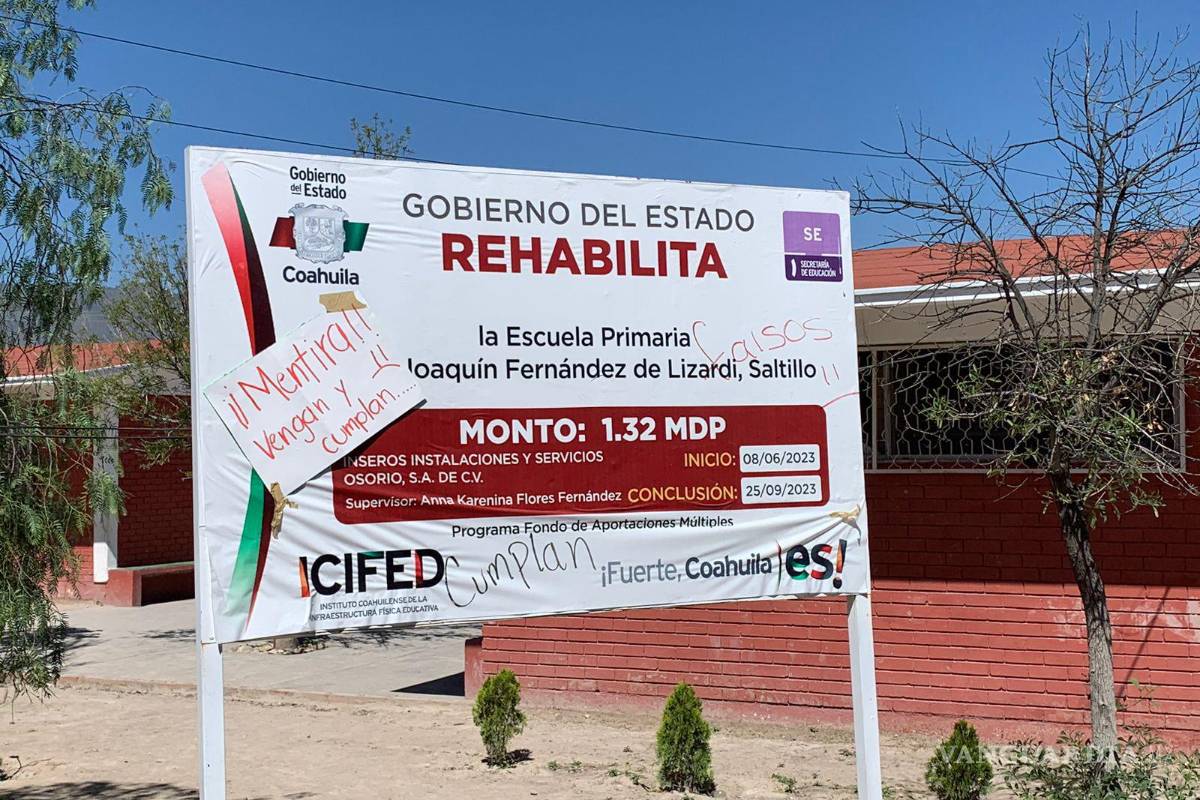 Gobierno
del Estado
Coahuila
GOBIERNO DEL ESTADO
REHABILITA
SE
SECRETARÍA
DE EDUCACIÓN
la Escuela Primaria
Joaquín Fernández de Lizardi, Saltillo
falsos
!!
¡¡Mentira!!
Vengan y
cumplan...
MONTO: 1.32 MDP
INSEROS INSTALACIONES Y SERVICIOS
OSORIO, S.A. DE C.V.
Supervisor: Anna Karenina Flores Fernández
INICIO: 08/06/2023
CONCLUSIÓN: 25/09/2023
Programa Fondo de Aportaciones Múltiples
ICIFED
INSTITUTO COAHUILENSE DE LA
INFRAESTRUCTURA FÍSICA EDUCATIVA
Cumplan
¡Fuerte, Coahuila es!
VANGUARDIA